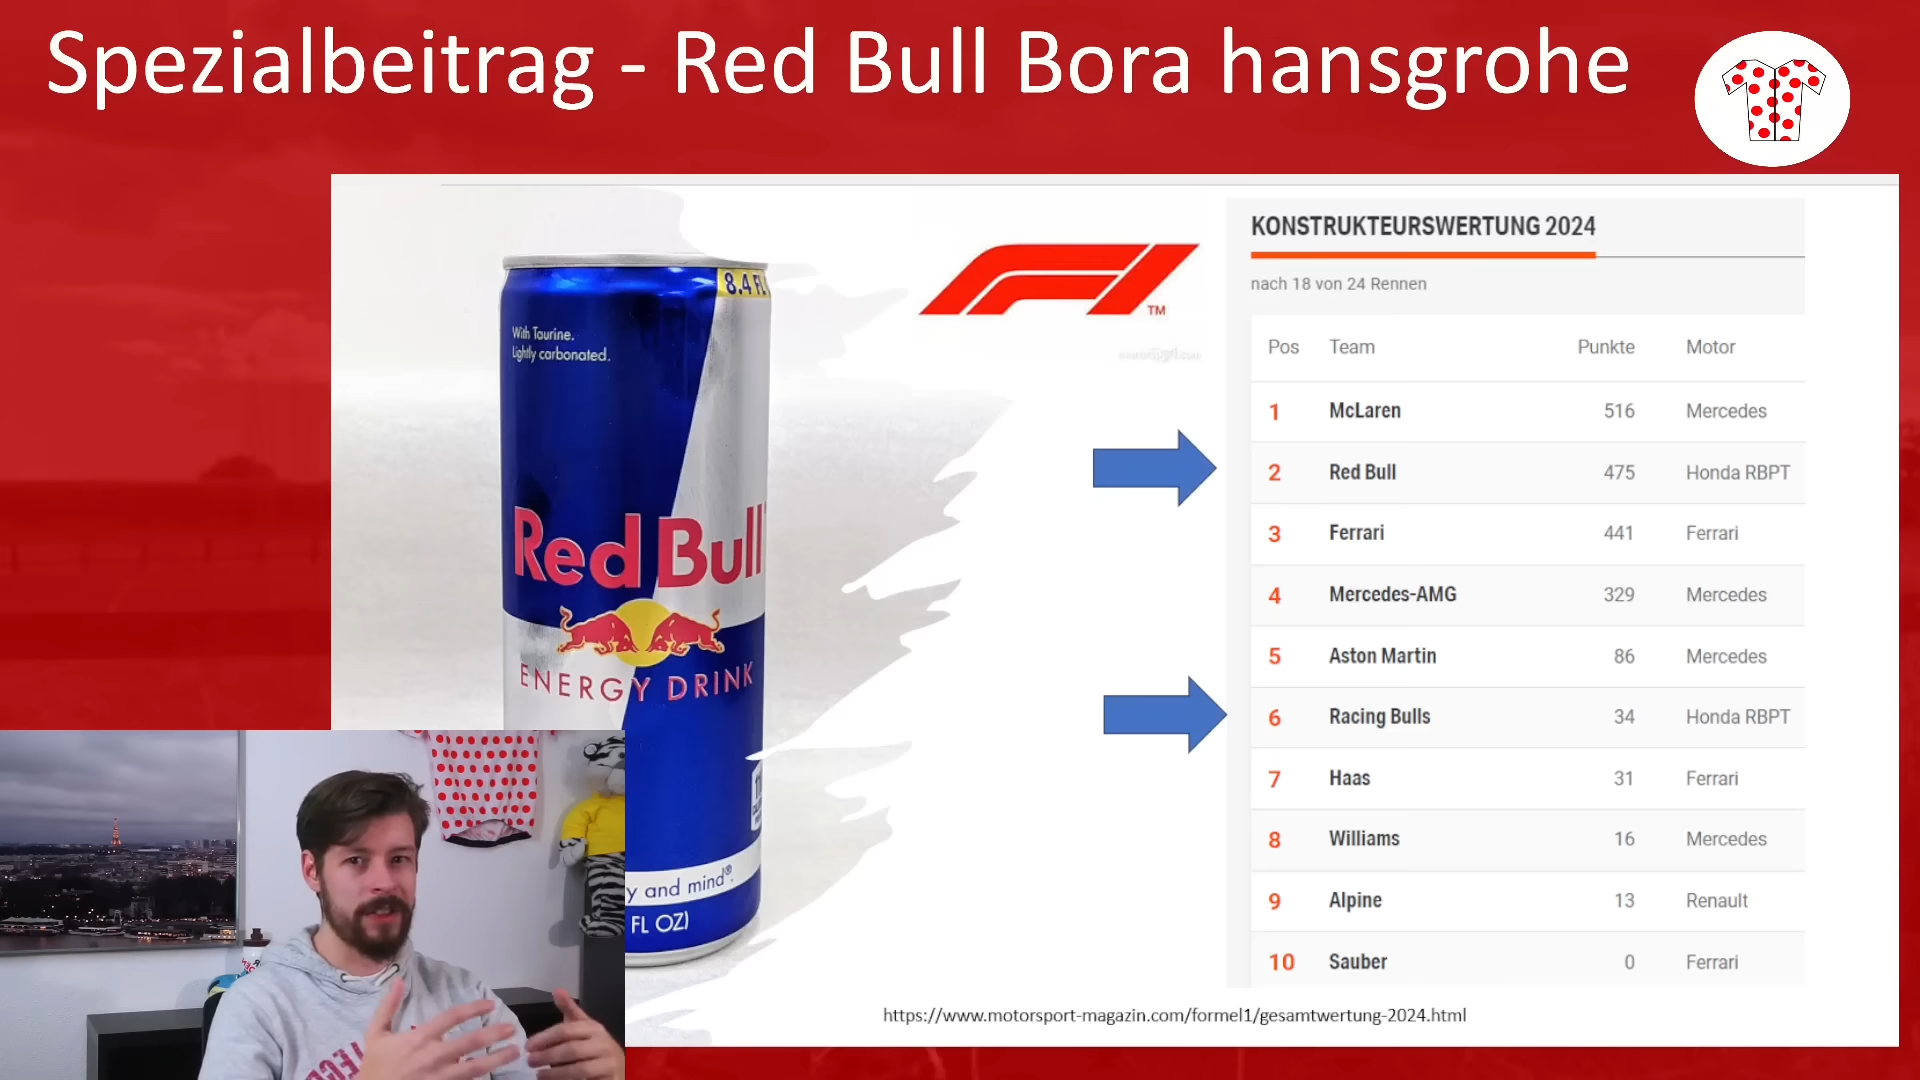 Spezialbeitrag - Red Bull Bora hansgrohe
8.4 FL
With Taurine.
Lightly carbonated.
Red Bull
ENERGY DRINK
y and mind®.
FL OZ)
F1
TM
KONSTRUKTEURSWERTUNG 2024
nach 18 von 24 Rennen
Pos Team Punkte Motor
1 McLaren 516 Mercedes
2 Red Bull 475 Honda RBPT
3 Ferrari 441 Ferrari
4 Mercedes-AMG 329 Mercedes
5 Aston Martin 86 Mercedes
6 Racing Bulls 34 Honda RBPT
7 Haas 31 Ferrari
8 Williams 16 Mercedes
9 Alpine 13 Renault
10 Sauber 0 Ferrari
https://www.motorsport-magazin.com/formel1/gesamtwertung-2024.html